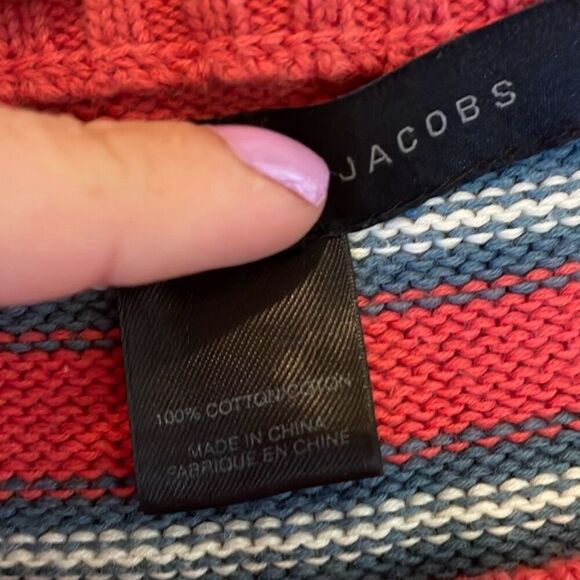 JACOBS
100% COTTON/COTON
MADE IN CHINA
FABRIQUE EN CHINE